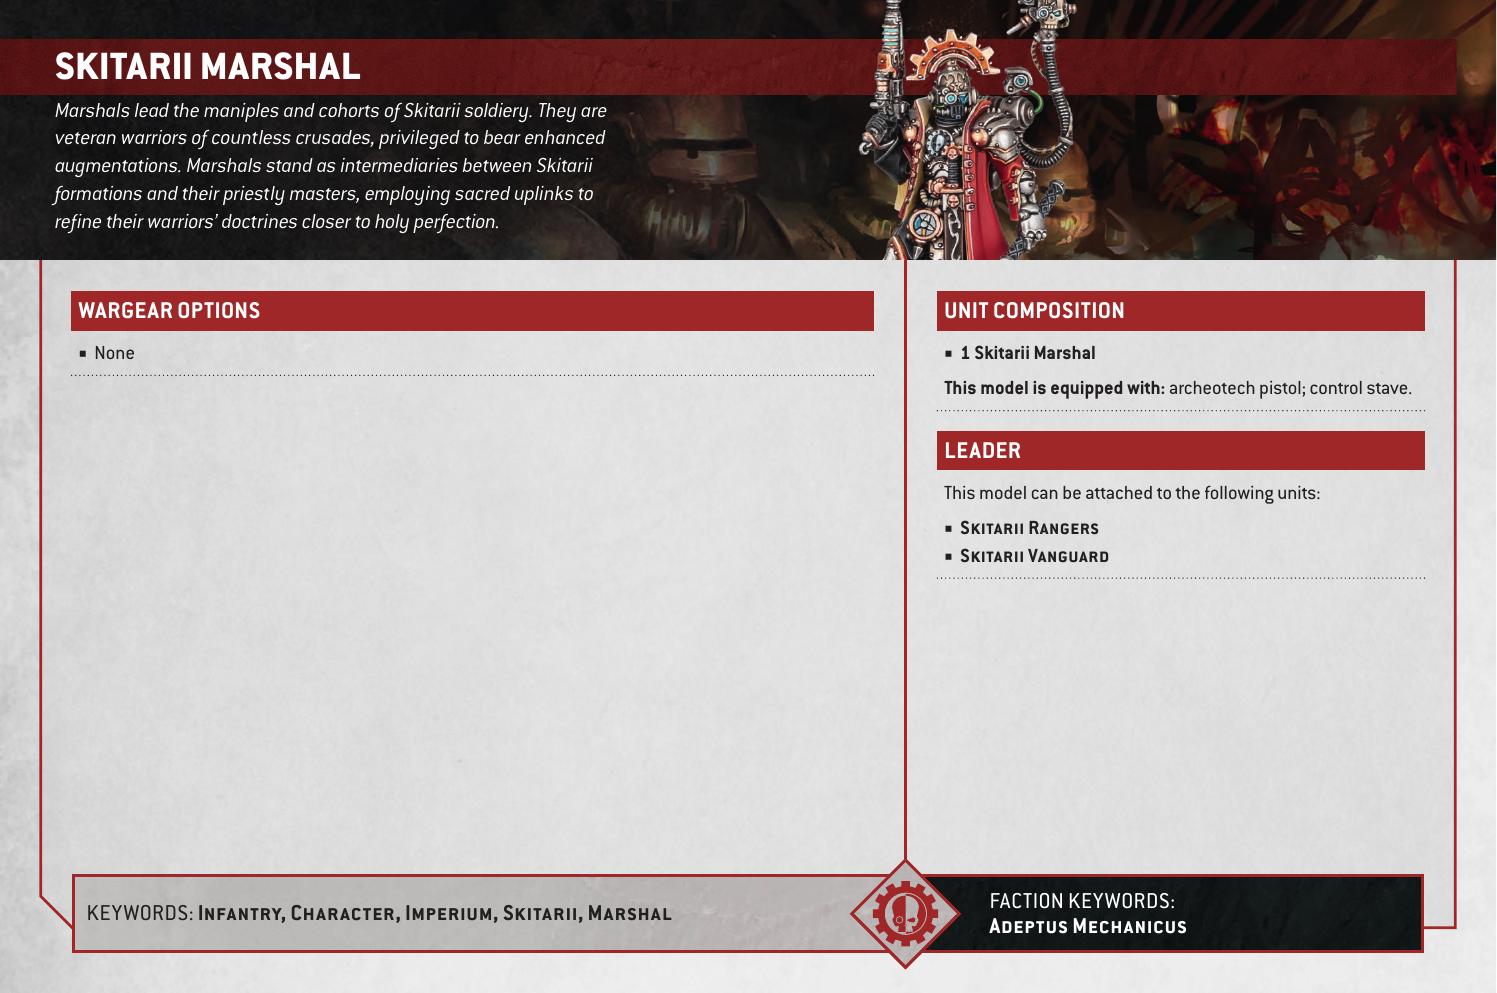 SKITARII MARSHAL
Marshals lead the maniples and cohorts of Skitarii soldiery. They are
veteran warriors of countless crusades, privileged to bear enhanced
augmentations. Marshals stand as intermediaries between Skitarii
formations and their priestly masters, employing sacred uplinks to
refine their warriors’ doctrines closer to holy perfection.
WARGEAR OPTIONS
▪ None
UNIT COMPOSITION
▪ 1 Skitarii Marshal
This model is equipped with: archeotech pistol; control stave.
LEADER
This model can be attached to the following units:
▪ Skitarii Rangers
▪ Skitarii Vanguard
KEYWORDS: Infantry, Character, Imperium, Skitarii, Marshal
FACTION KEYWORDS:
Adeptus Mechanicus